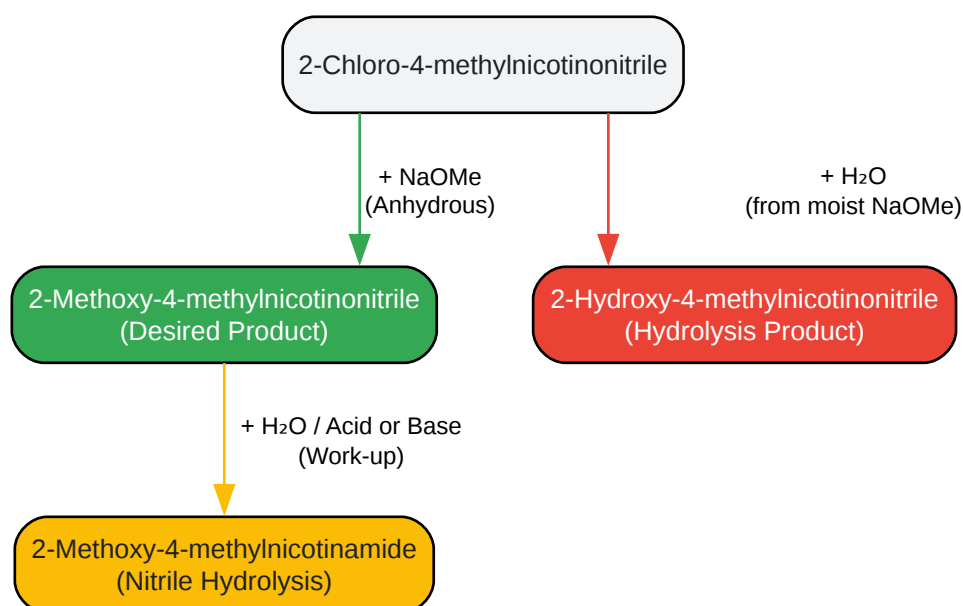 2-Chloro-4-methylnicotinonitrile
+ NaOMe
(Anhydrous)
+ H₂O
(from moist NaOMe)
2-Methoxy-4-methylnicotinonitrile
(Desired Product)
2-Hydroxy-4-methylnicotinonitrile
(Hydrolysis Product)
+ H₂O / Acid or Base
(Work-up)
2-Methoxy-4-methylnicotinamide
(Nitrile Hydrolysis)